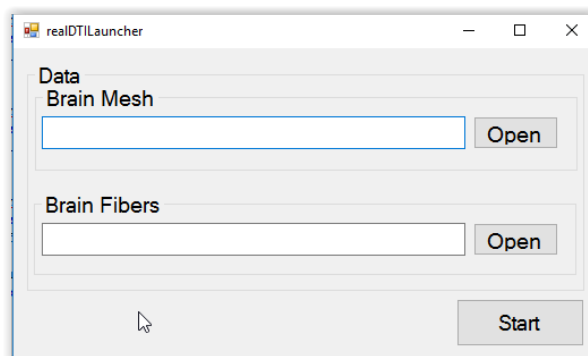 realDTILauncher
Data
Brain Mesh
Open
Brain Fibers
Open
Start